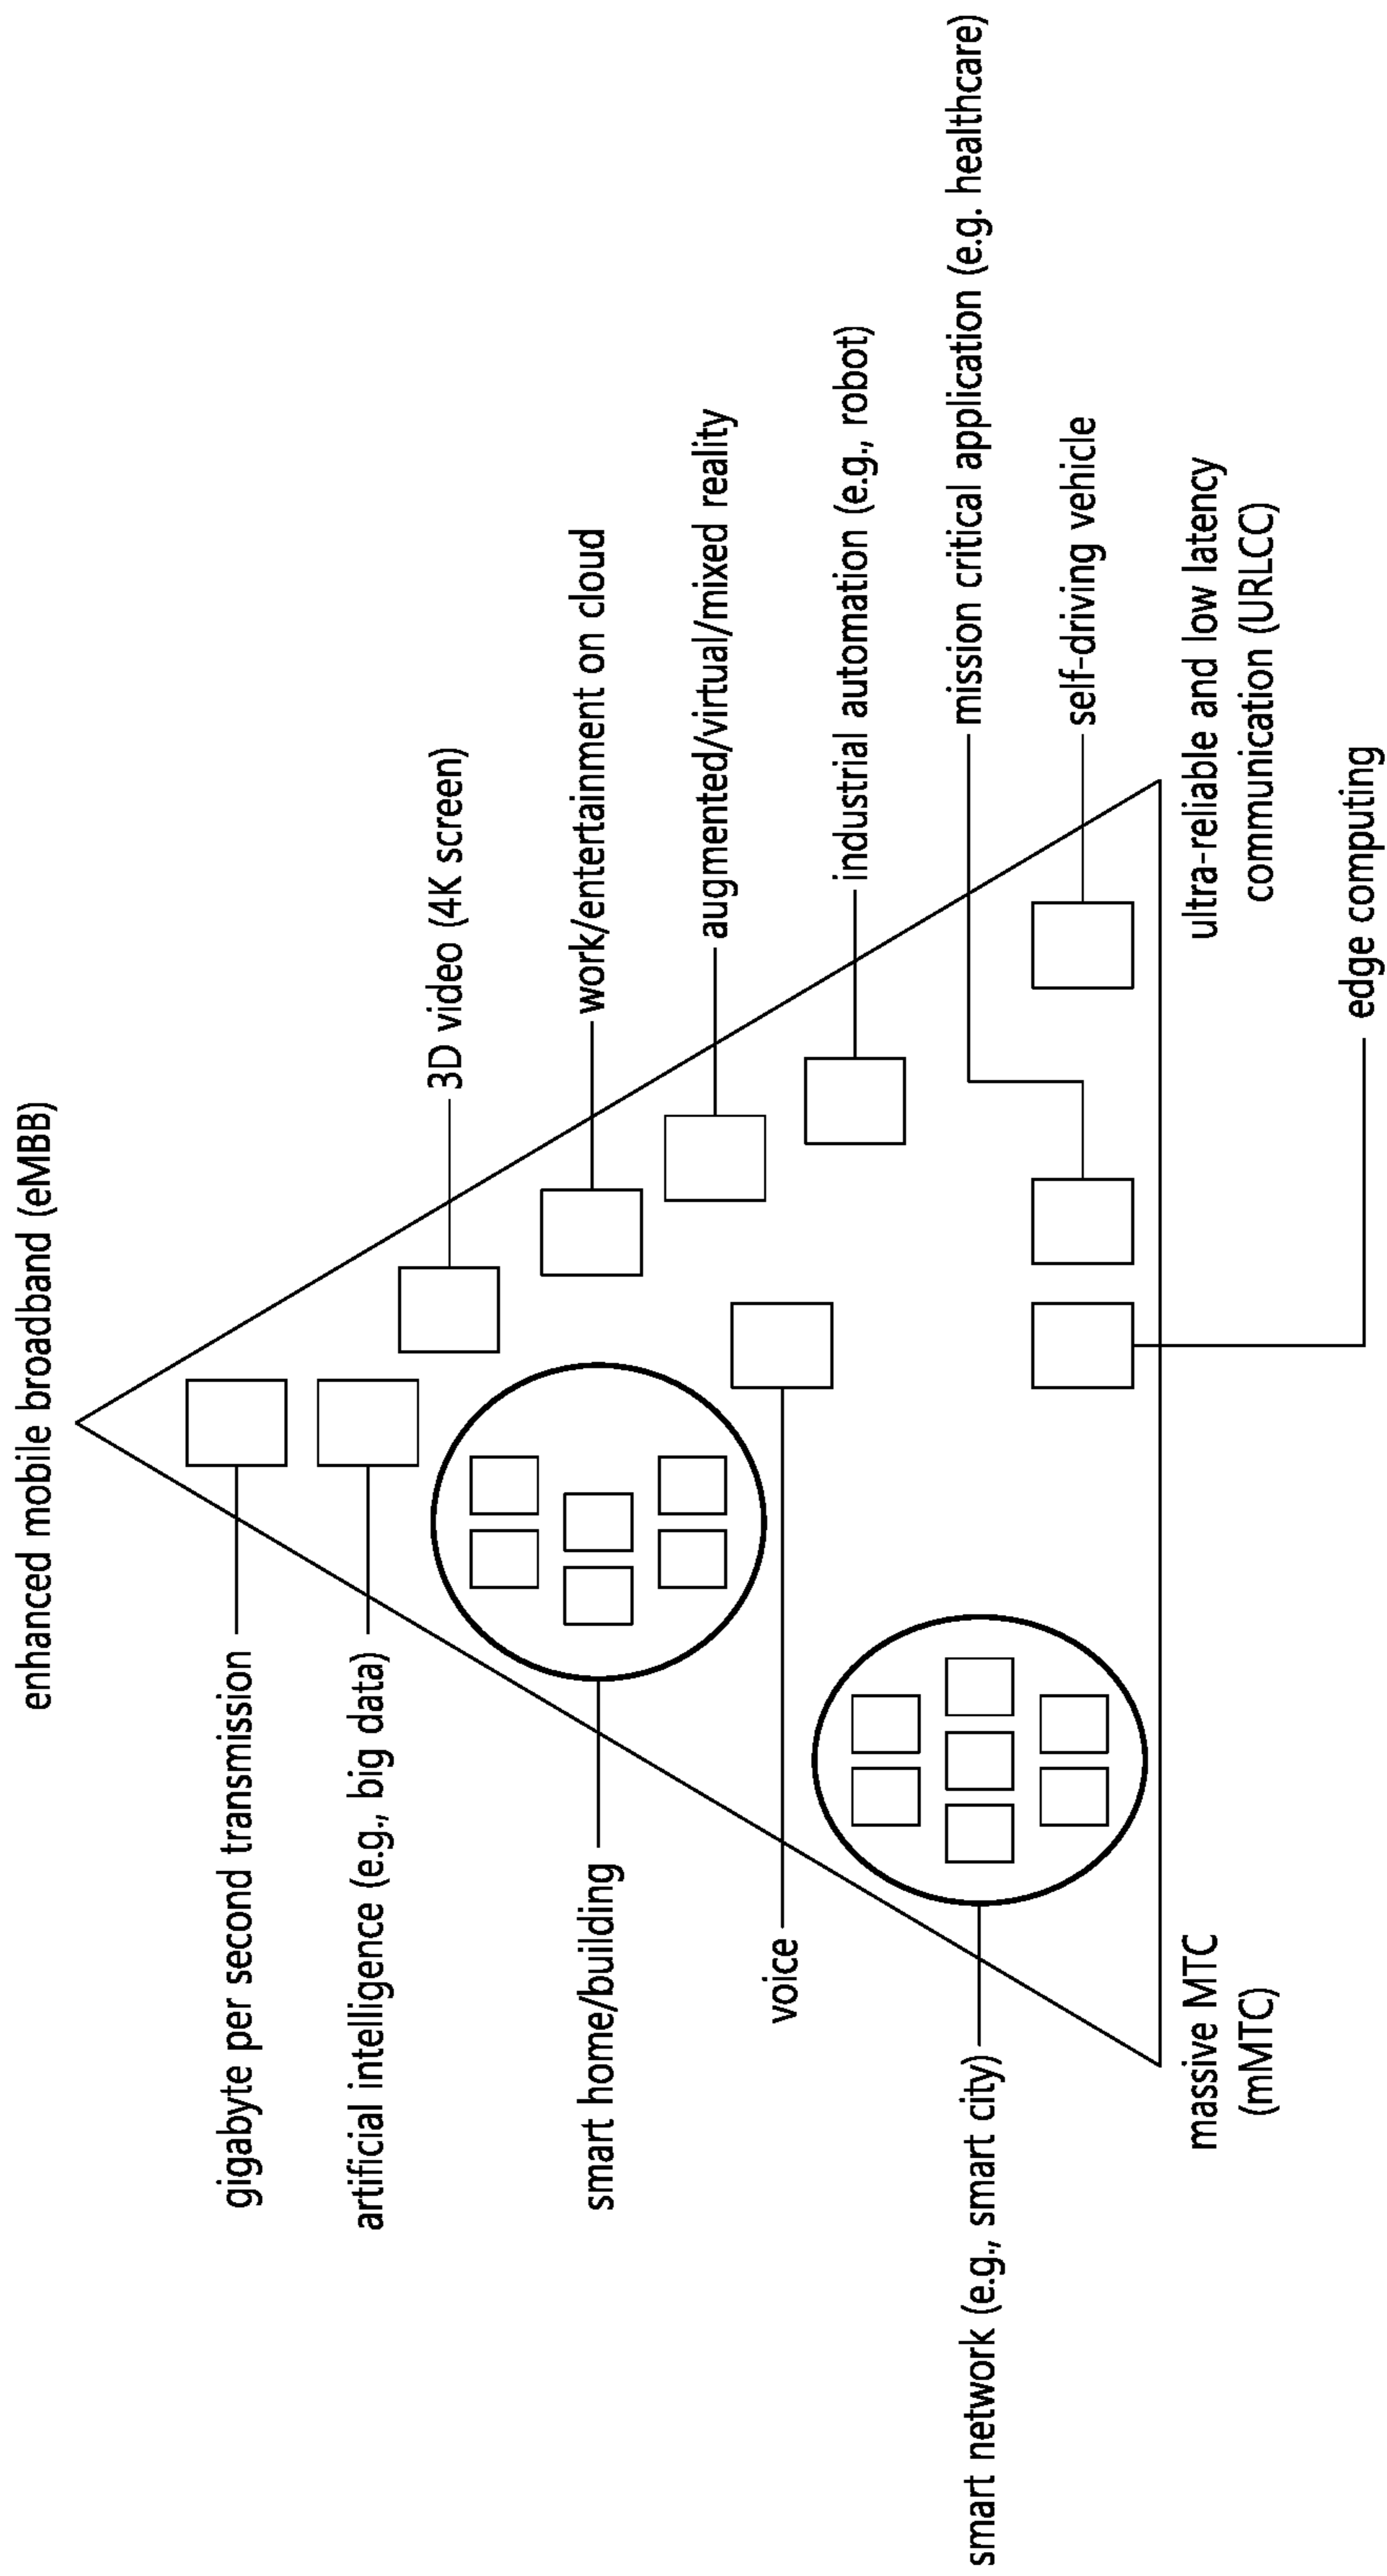 enhanced mobile broadband (eMBB)
gigabyte per second transmission
artificial intelligence (e.g., big data)
3D video (4K screen)
work/entertainment on cloud
smart home/building
augmented/virtual/mixed reality
voice
industrial automation (e.g., robot)
mission critical application (e.g. healthcare)
smart network (e.g., smart city)
self-driving vehicle
massive MTC
(mMTC)
ultra-reliable and low latency
communication (URLCC)
edge computing